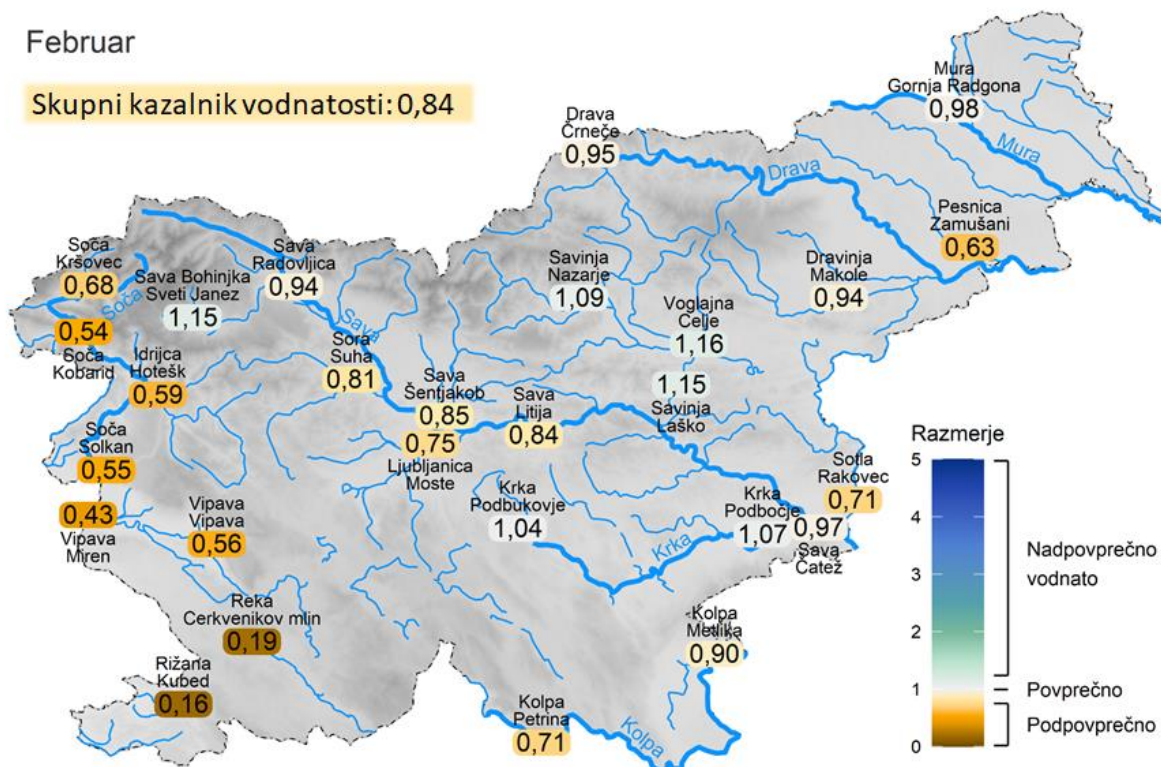 Februar
Skupni kazalnik vodnatosti: 0,84
Mura
Gornja Radgona
0,98
Mura
Drava
Črneče
0,95
Drava
Pesnica
Zamušani
0,63
Soča
Kršovec
0,68
Soča
Sava Bohinjka
Sveti Janez
1,15
Sava
Radovljica
0,94
Savinja
Nazarje
1,09
Dravinja
Makole
0,94
Voglajna
Celje
1,16
0,54
Soča
Kobarid
Idrijca
Hotešk
0,59
Sava
Sora
Suha
0,81
Sava
Šentjakob
0,85
0,75
Ljubljanica
Moste
Sava
Litija
0,84
1,15
Savinja
Laško
Soča
Solkan
0,55
0,43
Vipava
Miren
Vipava
Vipava
0,56
Krka
Podbukovje
1,04
Krka
Krka
Podbočje
1,07
0,97
Sava
Čatež
Sotla
Rakovec
0,71
Reka
Cerkvenikov mlin
0,19
Rižana
Kubed
0,16
Kolpa
Metlika
0,90
Kolpa
Petrina
0,71
Kolpa
Razmerje
5
4
3
2
1
0
Nadpovprečno
vodnato
Povprečno
Podpovprečno